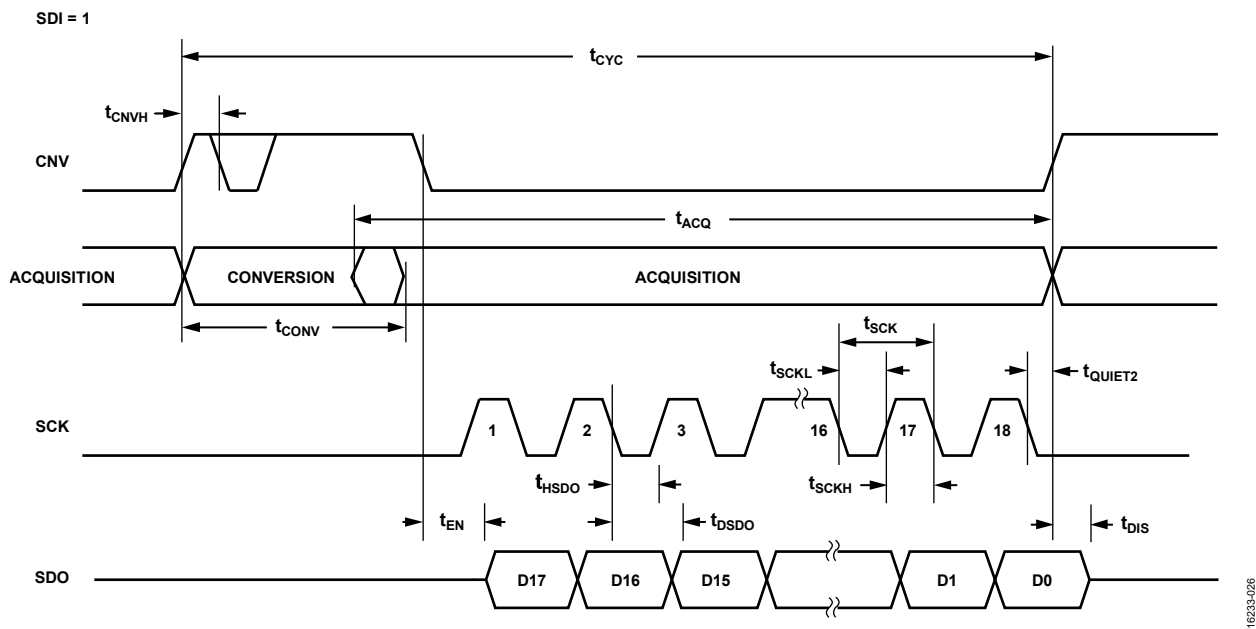 SDI = 1
tCYC
tCNVH
CNV
tACQ
ACQUISITION
CONVERSION
ACQUISITION
tCONV
tSCK
tSCKL
tQUIET2
SCK
1
2
3
16
17
18
tHSDO
tSCKH
tEN
tDSDO
tDIS
SDO
D17
D16
D15
D1
D0
16233-026